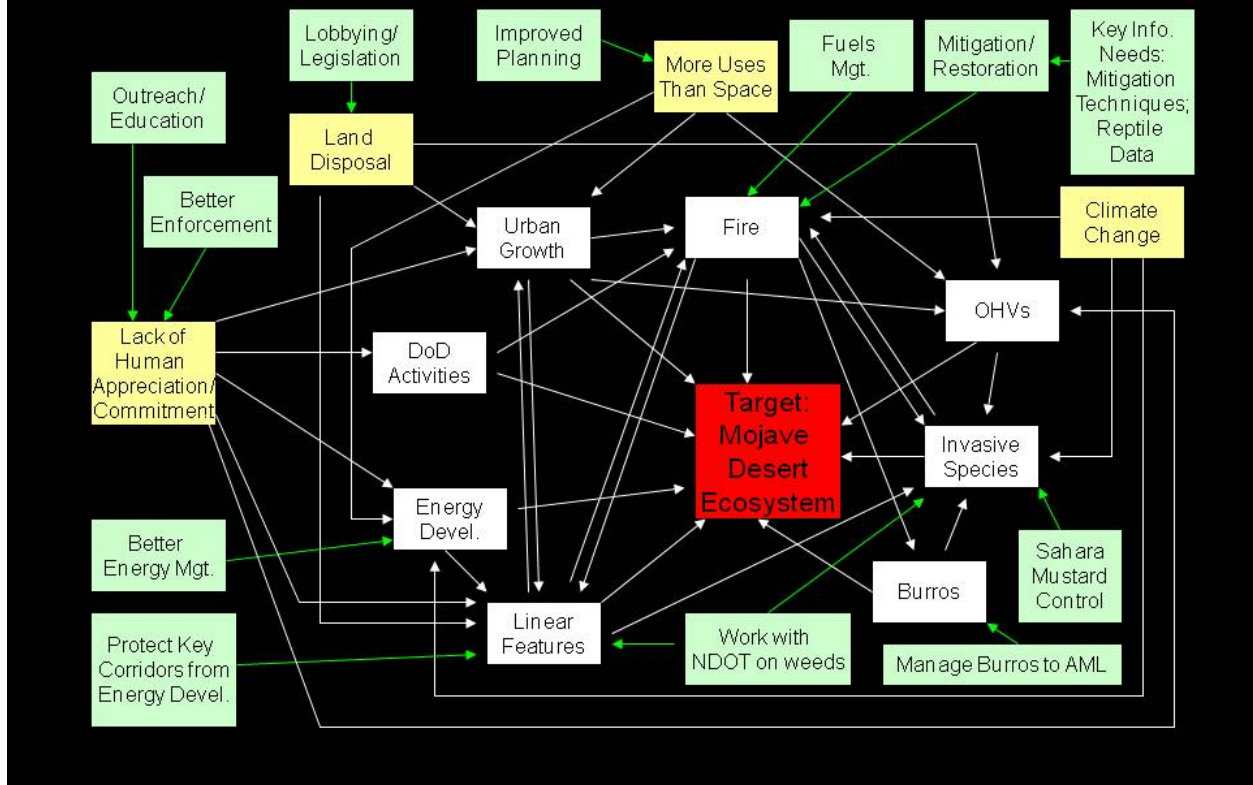 Lobbying/
Legislation
Improved
Planning
More Uses
Than Space
Fuels
Mgt.
Mitigation/
Restoration
Key Info.
Needs:
Mitigation
Techniques;
Reptile
Data
Outreach/
Education
Land
Disposal
Better
Enforcement
Urban
Growth
Fire
Climate
Change
OHVs
Lack of
Human
Appreciation/
Commitment
DoD
Activities
Target:
Mojave
Desert
Ecosystem
Invasive
Species
Energy
Devel.
Better
Energy Mgt.
Sahara
Mustard
Control
Burros
Linear
Features
Work with
NDOT on weeds
Manage Burros to AML
Protect Key
Corridors from
Energy Devel.